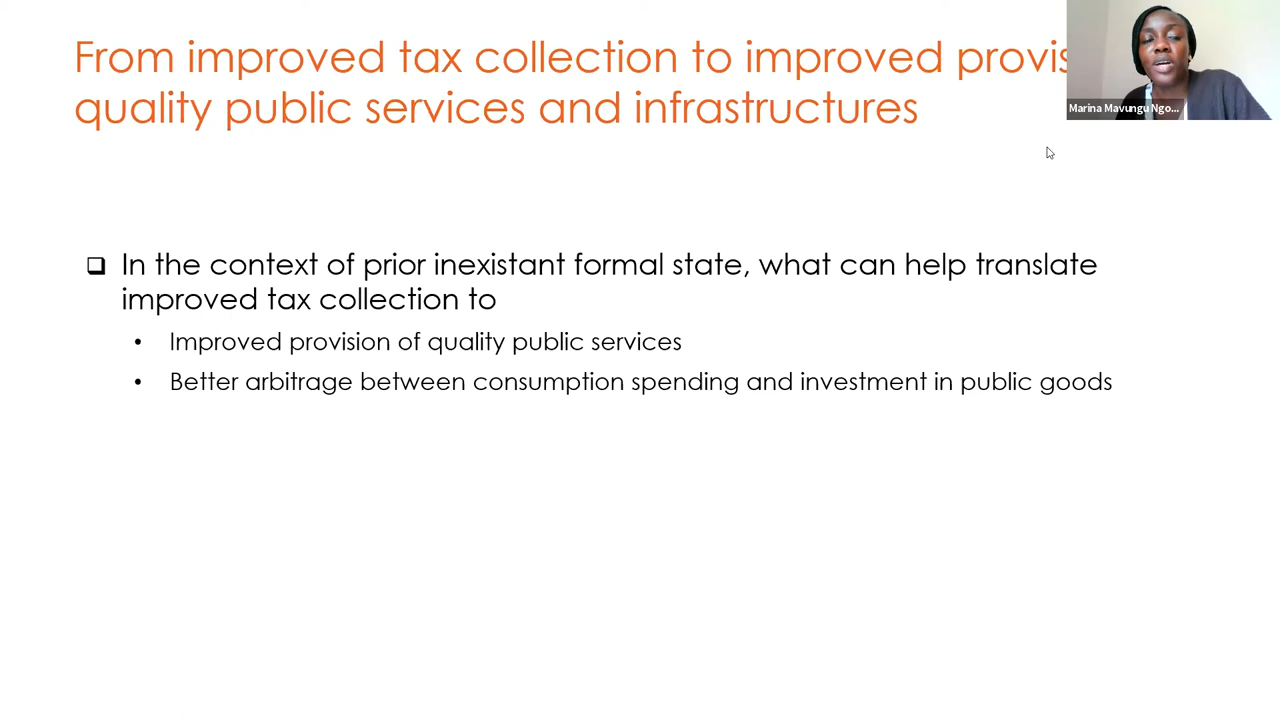 From improved tax collection to improved
quality public services and infrastructures
Marina Mavungu Ngo...
❑ In the context of prior inexistant formal state, what can help translate
improved tax collection to
• Improved provision of quality public services
• Better arbitrage between consumption spending and investment in public goods